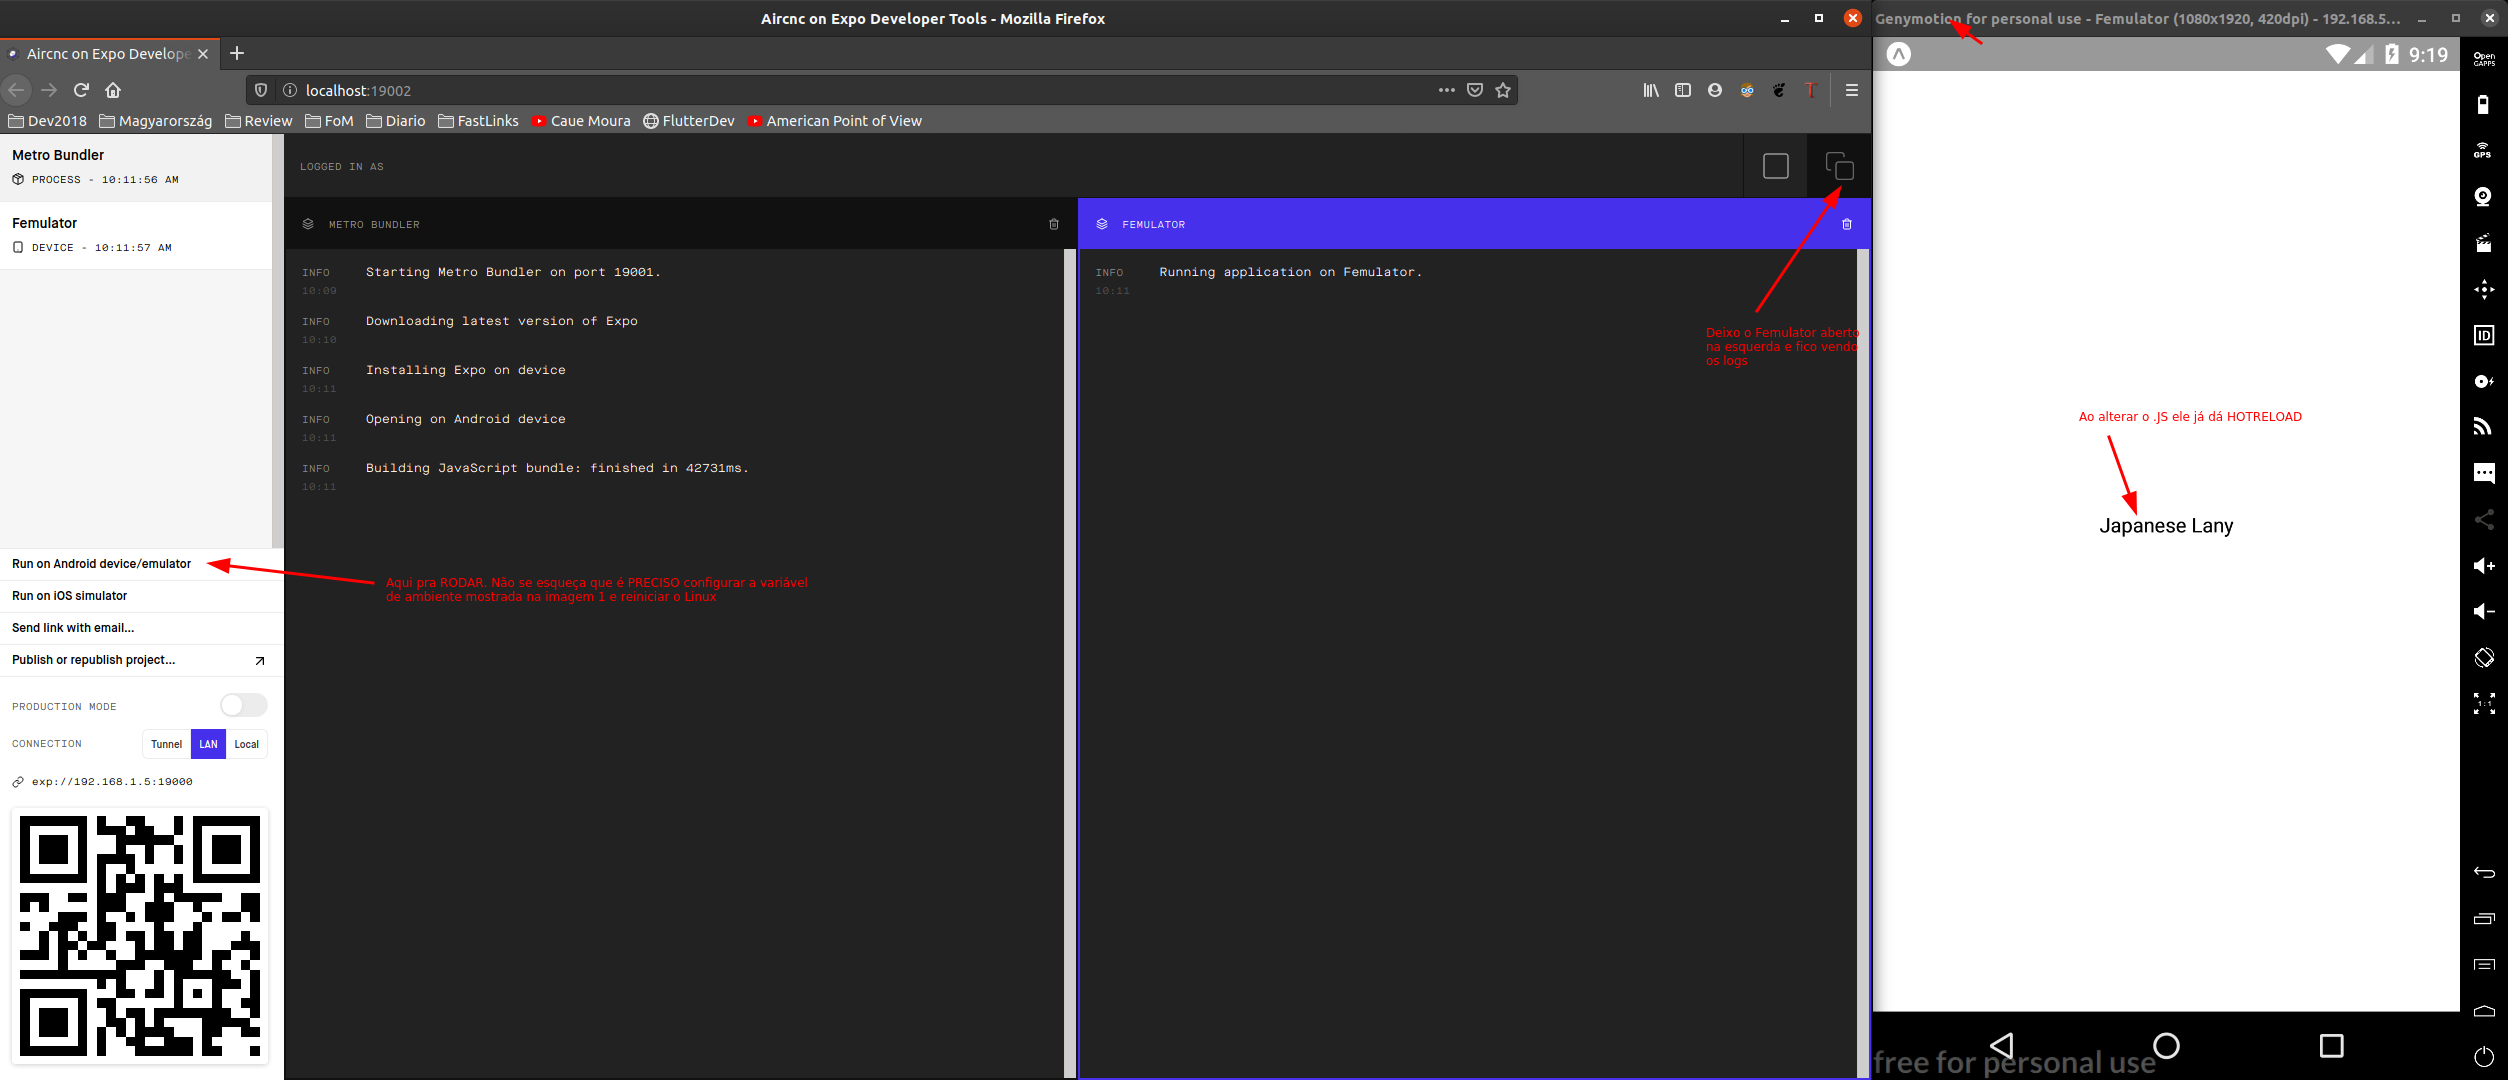 Aircnc on Expo Developer Tools - Mozilla Firefox
Aircnc on Expo Develope
localhost:19002
Dev2018 Magyarország Review FoM Diario FastLinks Caue Moura FlutterDev American Point of View
Metro Bundler
PROCESS - 10:11:56 AM
Femulator
DEVICE - 10:11:57 AM
Run on Android device/emulator
Run on iOS simulator
Send link with email...
Publish or republish project...
PRODUCTION MODE
CONNECTION
Tunnel LAN Local
exp://192.168.1.5:19000
LOGGED IN AS
METRO BUNDLER
INFO Starting Metro Bundler on port 19001.
10:09
INFO Downloading latest version of Expo
10:10
INFO Installing Expo on device
10:11
INFO Opening on Android device
10:11
INFO Building JavaScript bundle: finished in 42731ms.
10:11
Aqui pra RODAR. Não se esqueça que é PRECISO configurar a variável
de ambiente mostrada na imagem 1 e reiniciar o Linux
FEMULATOR
INFO Running application on Femulator.
10:11
Deixo o Femulator aberto
na esquerda e fico vendo
os logs
Genymotion for personal use - Femulator (1080x1920, 420dpi) - 192.168.5...
9:19
Ao alterar o .JS ele já dá HOTRELOAD
Japanese Lany
free for personal use
Open
GAPPS
GPS
ID
1:1